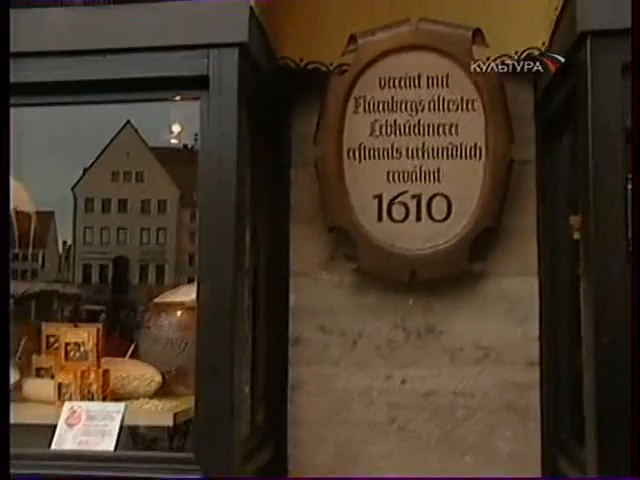 КУЛЬТУРА
vereint mit
Nürnbergs ältester
Lebküchnerei
erstmals urkundlich
erwähnt
1610